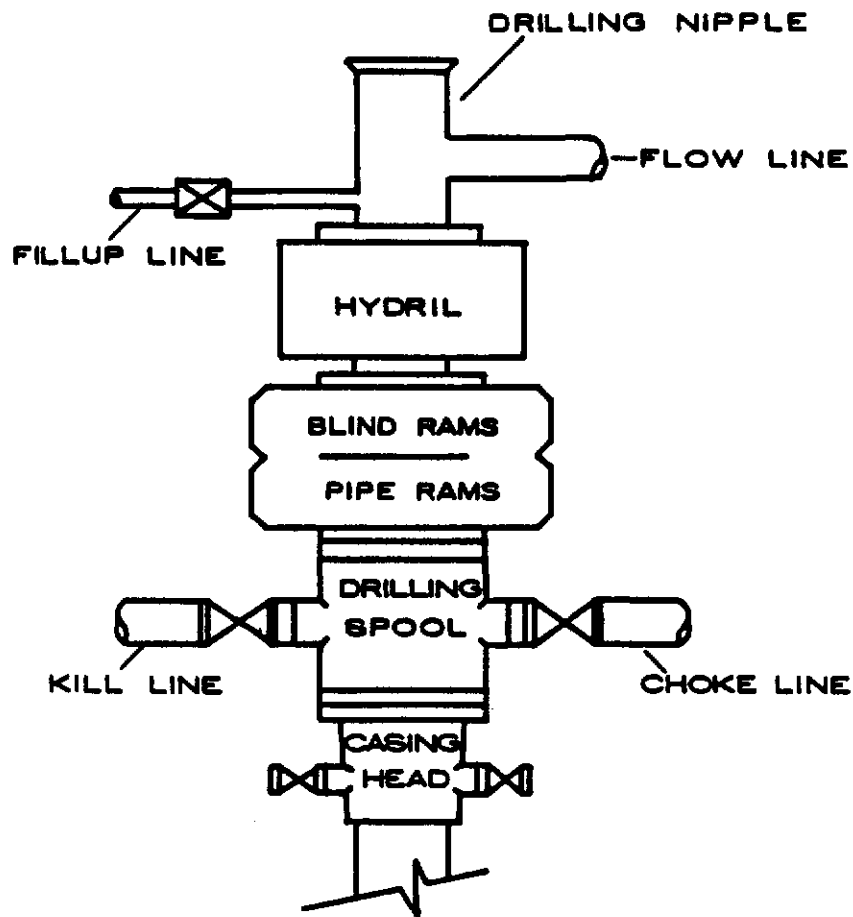 DRILLING NIPPLE
FLOW LINE
FILLUP LINE
HYDRIL
BLIND RAMS
PIPE RAMS
DRILLING
SPOOL
KILL LINE
CHOKE LINE
CASING
HEAD